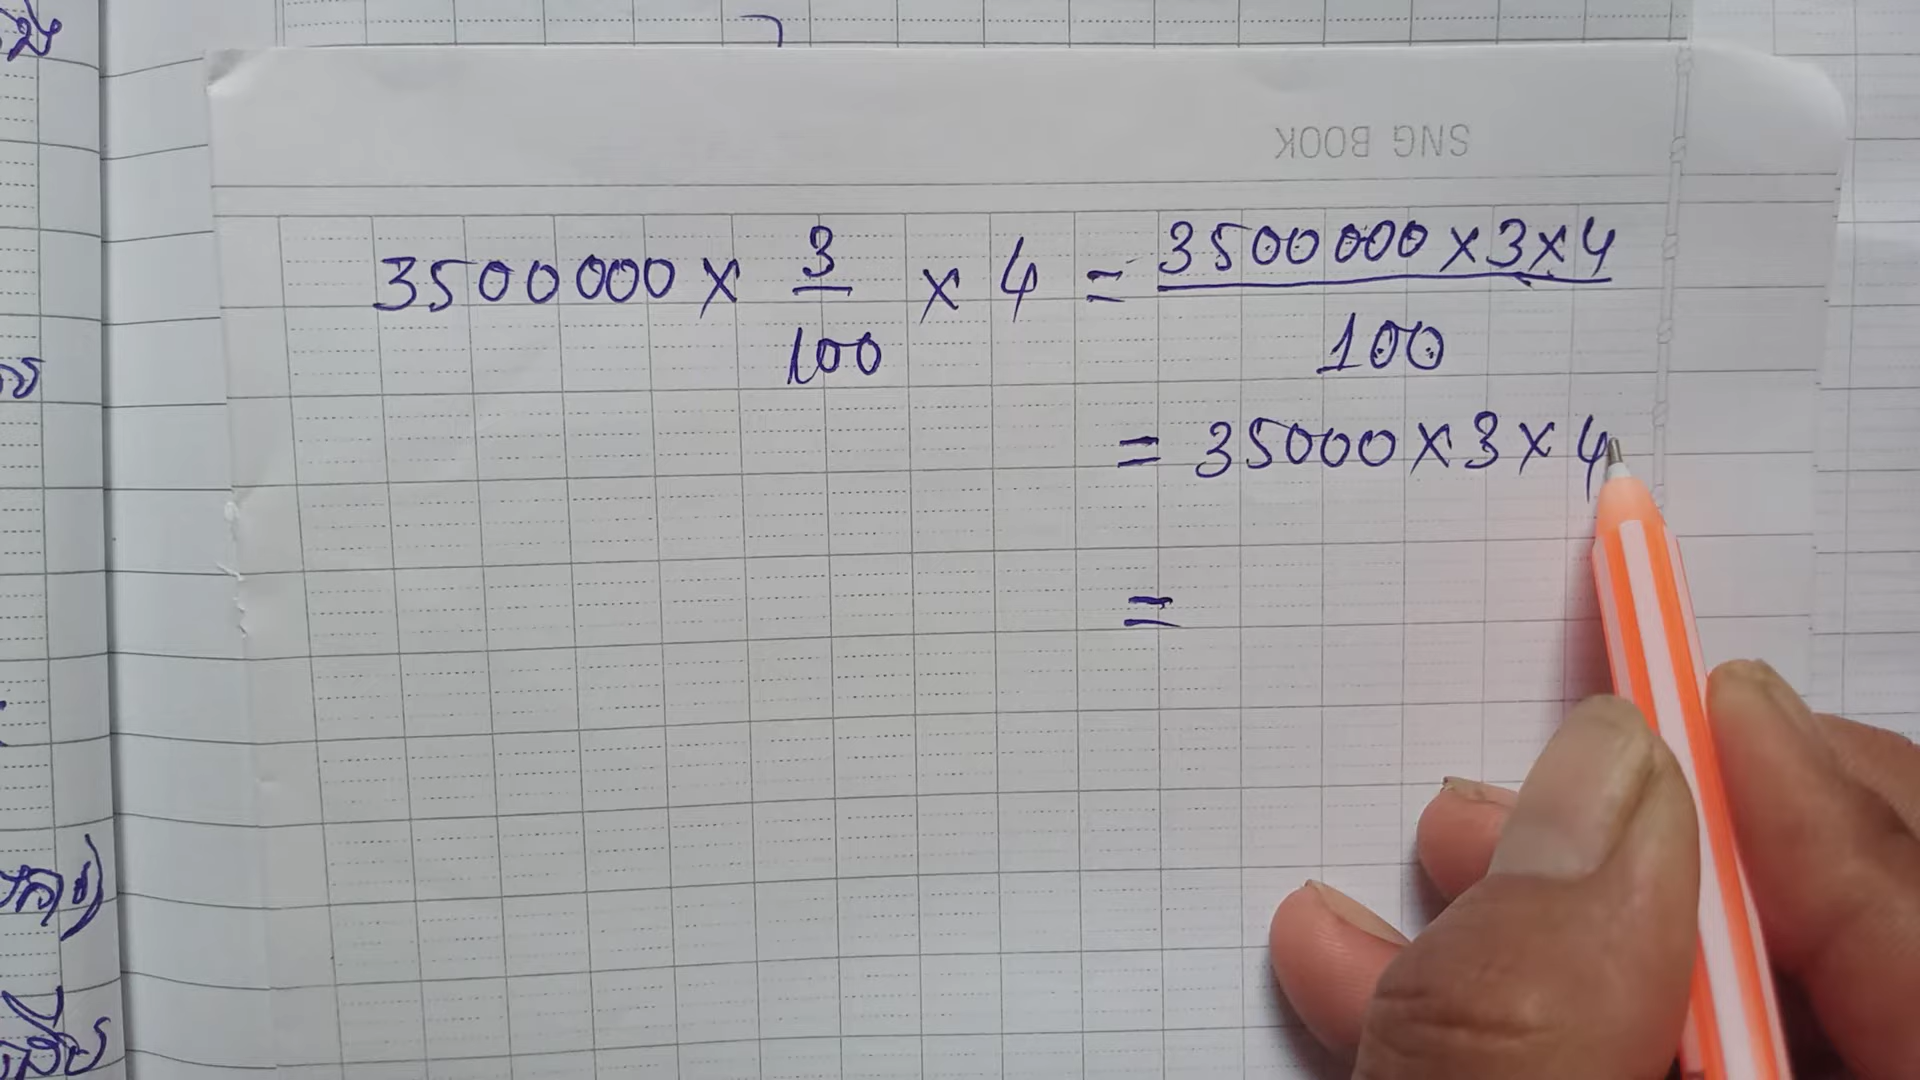 SNG BOOK
3500000 × 3/100 × 4 = 3500000×3×4/100
= 35000×3×4
=